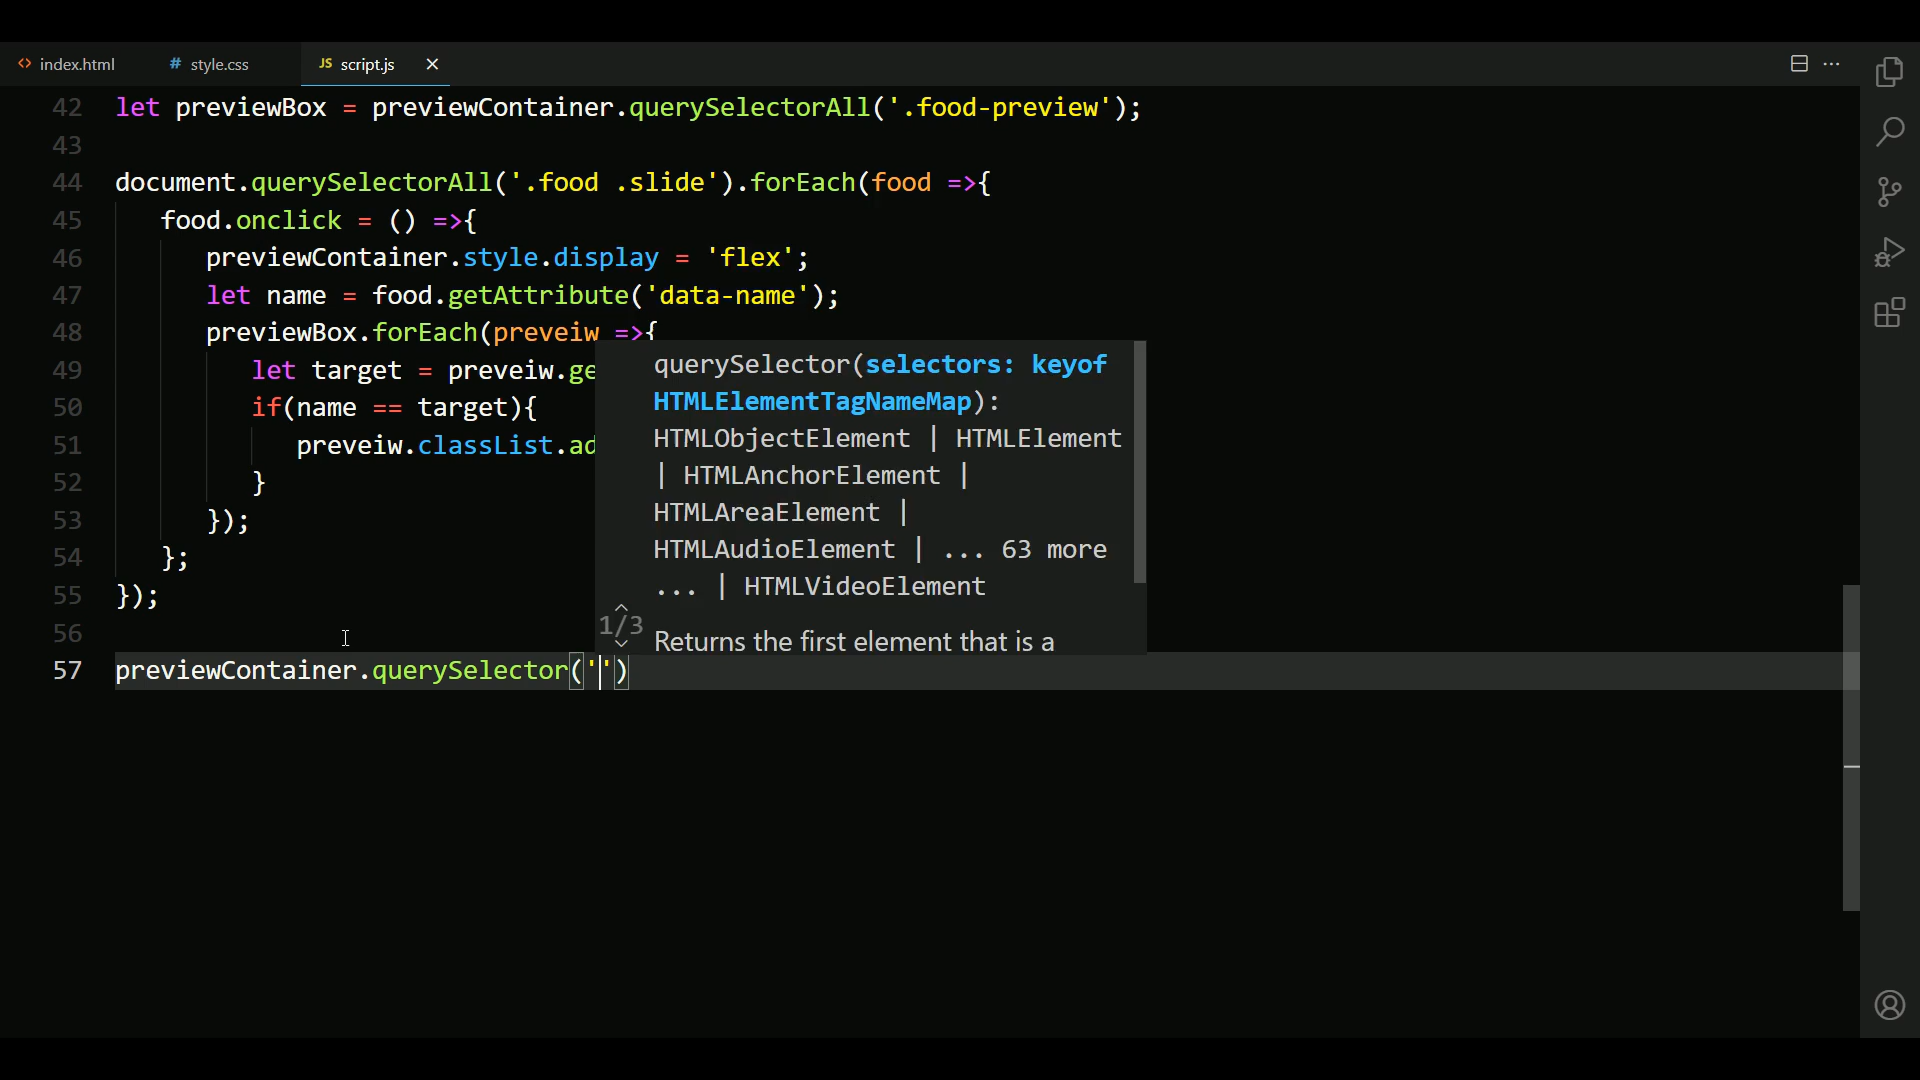 index.html
style.css
JS script.js
42 let previewBox = previewContainer.querySelectorAll('.food-preview');
43
44 document.querySelectorAll('.food .slide').forEach(food =>{
45 food.onclick = () =>{
46 previewContainer.style.display = 'flex';
47 let name = food.getAttribute('data-name');
48 previewBox.forEach(preveiw =>{
49 let target = preveiw.ge
50 if(name == target){
51 preveiw.classList.ad
52 }
53 });
54 };
55 });
56
57 previewContainer.querySelector('')
querySelector(selectors: keyof
HTMLElementTagNameMap):
HTMLObjectElement | HTMLElement
| HTMLAnchorElement |
HTMLAreaElement |
HTMLAudioElement | ... 63 more
... | HTMLVideoElement
1/3
Returns the first element that is a